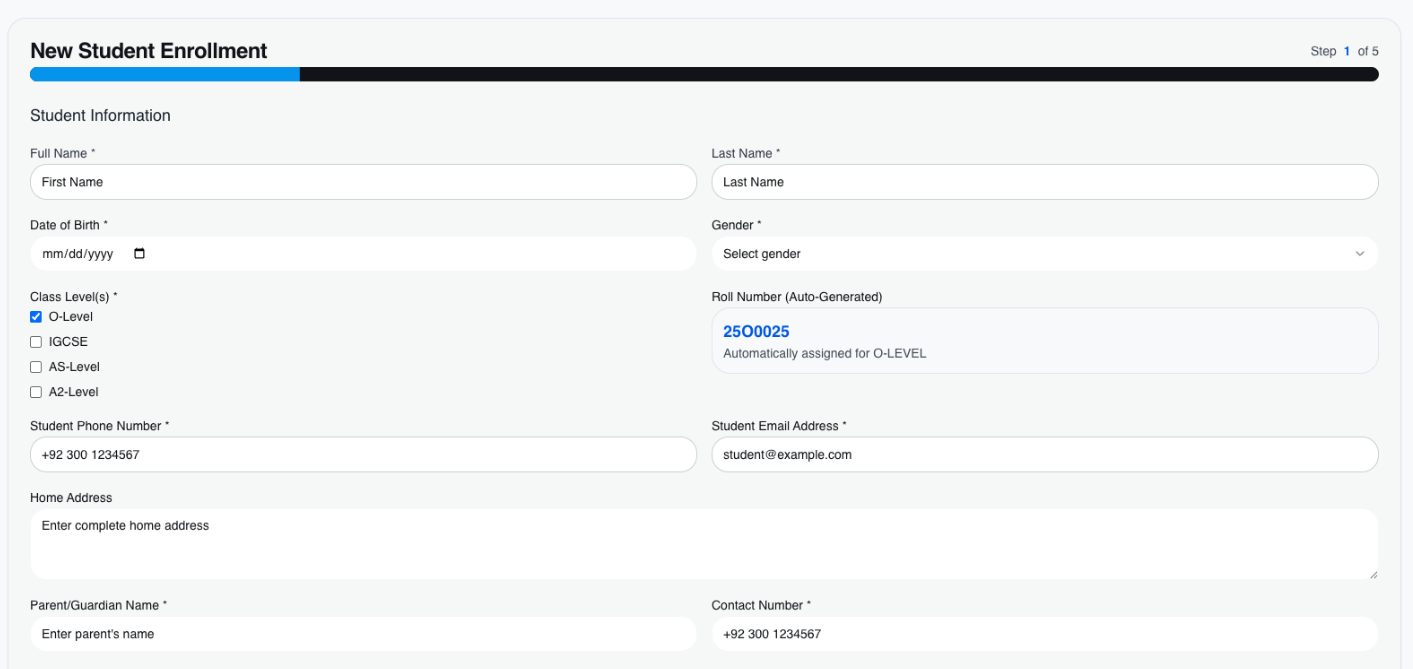 New Student Enrollment
Step 1 of 5
Student Information
Full Name *
Last Name *
First Name
Last Name
Date of Birth *
Gender *
mm/dd/yyyy
Select gender
Class Level(s) *
Roll Number (Auto-Generated)
O-Level
25O0025
IGCSE
Automatically assigned for O-LEVEL
AS-Level
A2-Level
Student Phone Number *
Student Email Address *
+92 300 1234567
student@example.com
Home Address
Enter complete home address
Parent/Guardian Name *
Contact Number *
Enter parent's name
+92 300 1234567